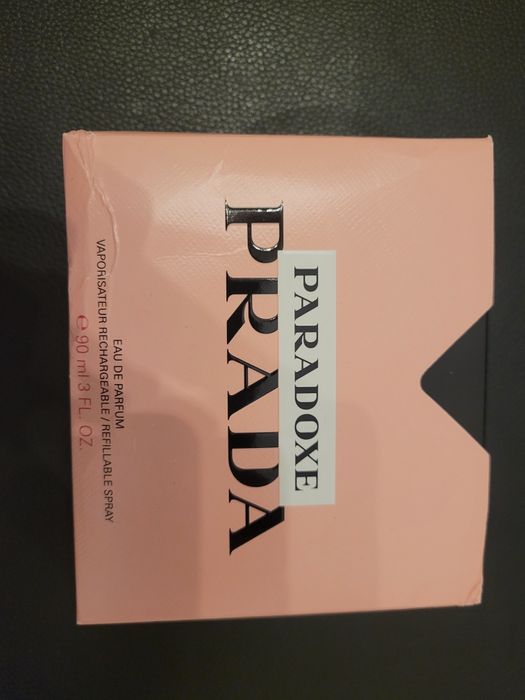 PARADOXE
PRADA
EAU DE PARFUM
VAPORISATEUR RECHARGEABLE / REFILLABLE SPRAY
℮ 90 ml 3 FL. OZ.